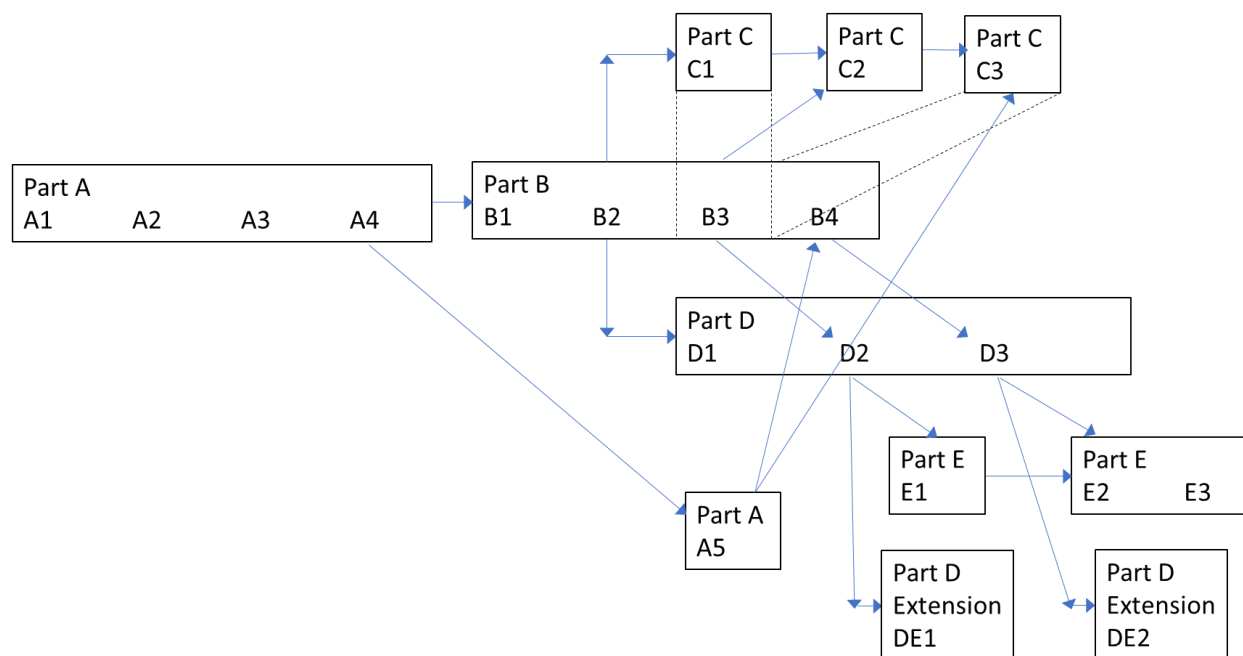 Part C
C1
Part C
C2
Part C
C3
Part A
A1 A2 A3 A4
Part B
B1 B2 B3 B4
Part D
D1 D2 D3
Part E
E1
Part E
E2 E3
Part A
A5
Part D
Extension
DE1
Part D
Extension
DE2